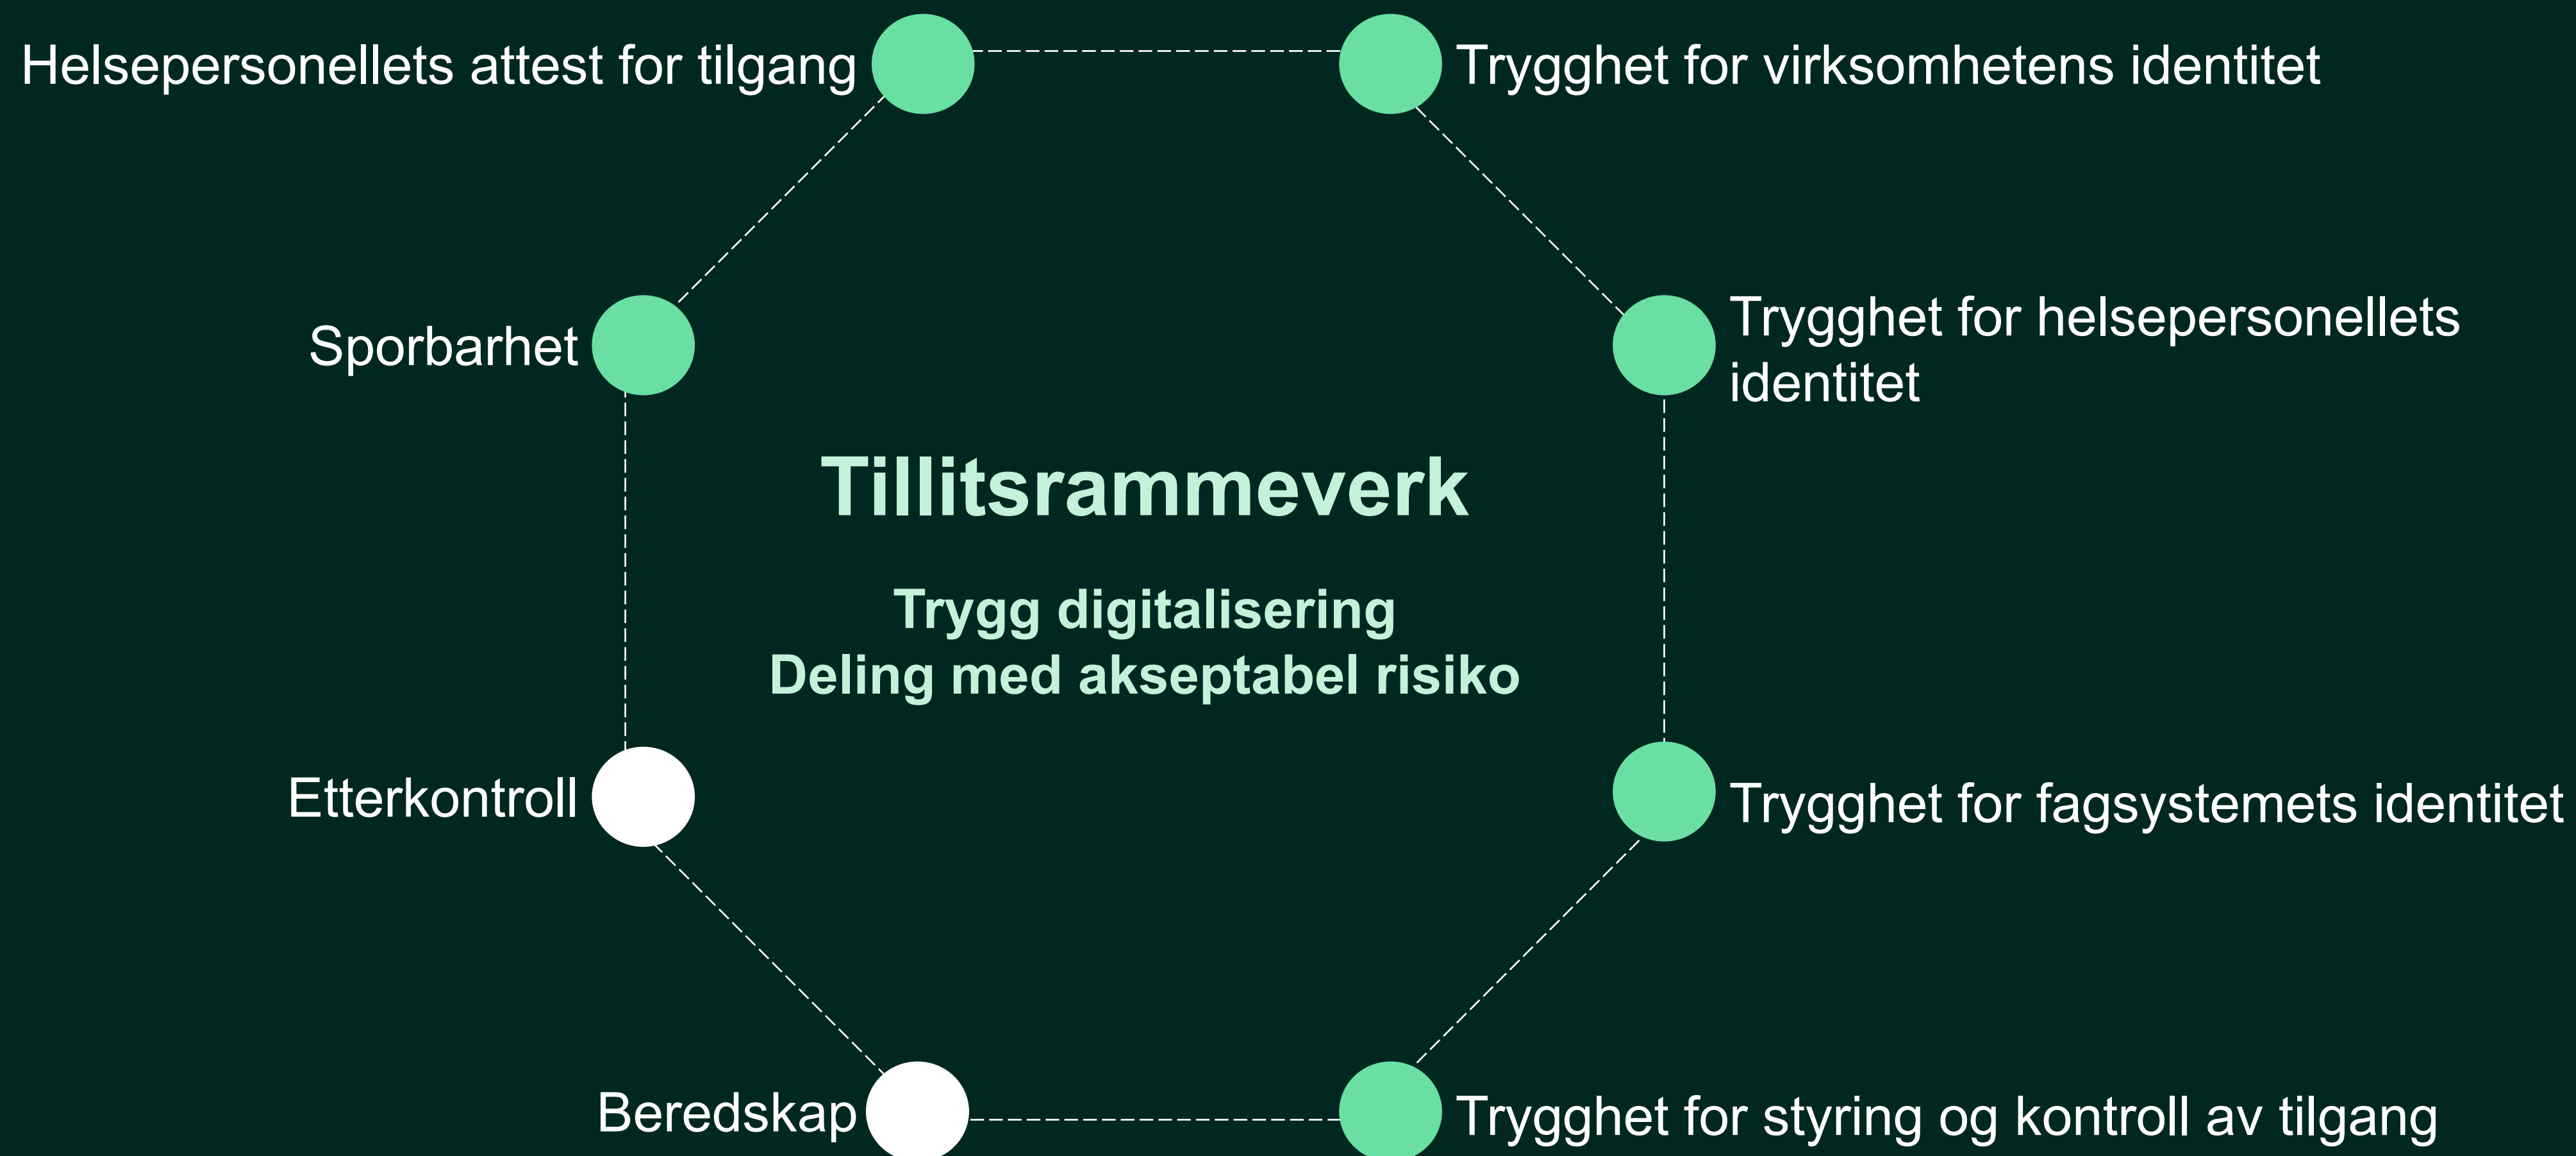 Helsepersonellets attest for tilgang
Trygghet for virksomhetens identitet
Sporbarhet
Trygghet for helsepersonellets
identitet
Tillitsrammeverk
Trygg digitalisering
Deling med akseptabel risiko
Etterkontroll
Trygghet for fagsystemets identitet
Beredskap
Trygghet for styring og kontroll av tilgang